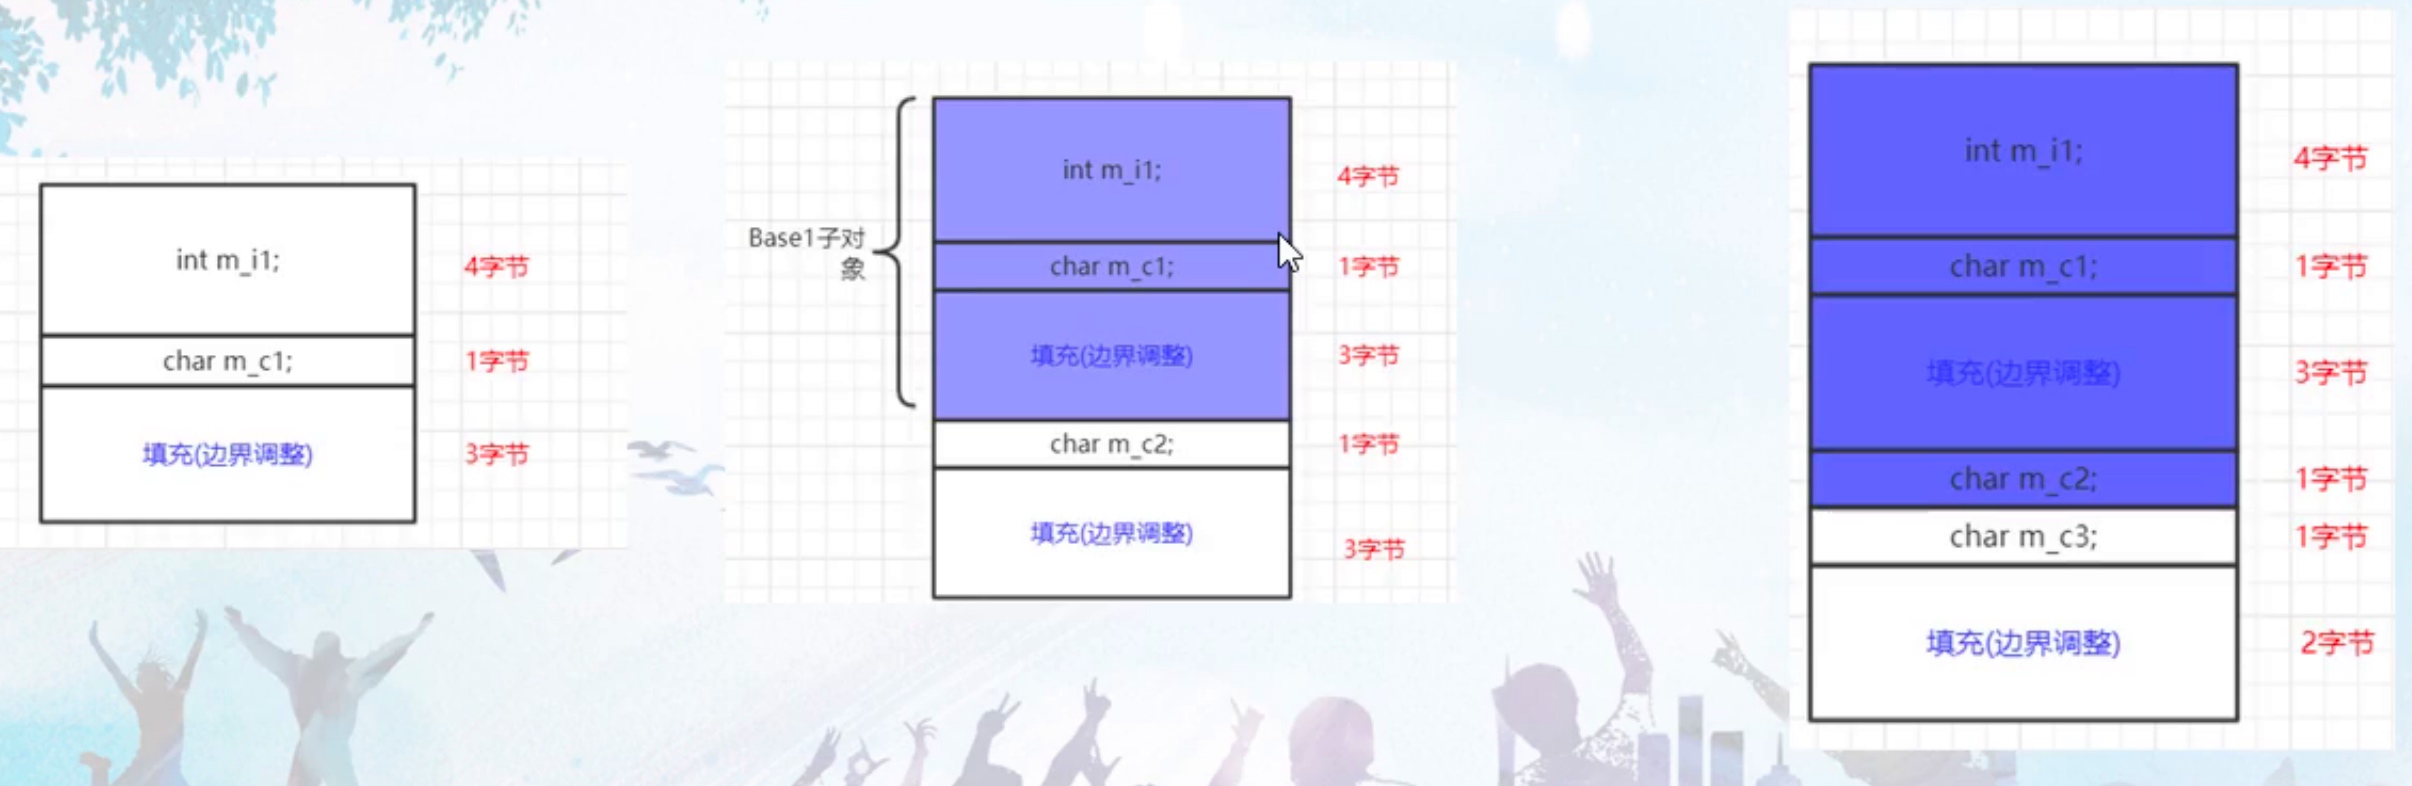 int m_i1;
4字节
char m_c1;
1字节
填充(边界调整)
3字节
Base1子对
象
int m_i1;
4字节
char m_c1;
1字节
填充(边界调整)
3字节
char m_c2;
1字节
填充(边界调整)
3字节
int m_i1;
4字节
char m_c1;
1字节
填充(边界调整)
3字节
char m_c2;
1字节
char m_c3;
1字节
填充(边界调整)
2字节